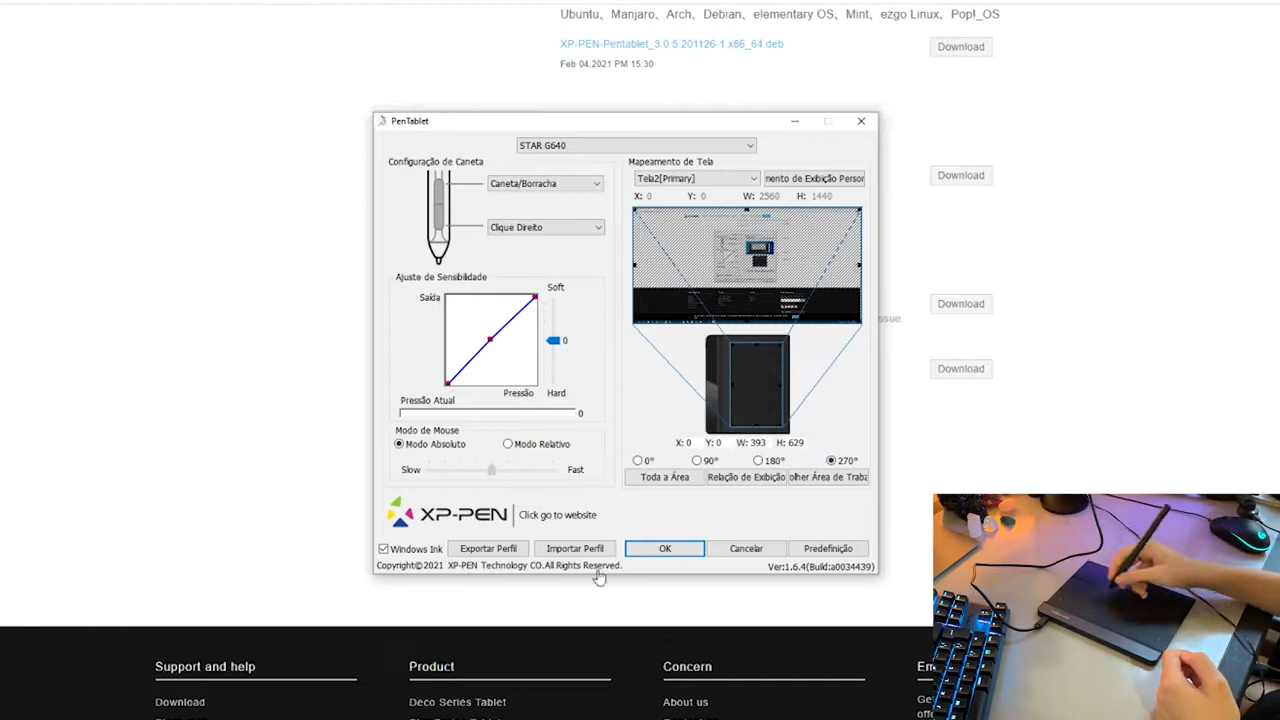 Ubuntu、Manjaro、Arch、Debian、elementary OS、Mint、ezgo Linux、Pop!_OS
XP-PEN-Pentablet_3.0.5.201126-1.x86_64.deb
Download
Feb 04,2021 PM 15:30
PenTablet
STAR G640
Configuração de Caneta
Caneta/Borracha
Clique Direito
Ajuste de Sensibilidade
Saída
Soft
0
Pressão
Hard
Pressão Atual
0
Modo de Mouse
Modo Absoluto
Modo Relativo
Slow
Fast
Mapeamento de Tela
Tela2[Primary]
nento de Exibição Person
X: 0 Y: 0 W: 2560 H: 1440
X: 0 Y: 0 W: 393 H: 629
0° 90° 180° 270°
Toda a Área
Relação de Exibição
olher Área de Traba
XP-PEN
Click go to website
Windows Ink
Exportar Perfil
Importar Perfil
OK
Cancelar
Predefinição
Copyright©2021 XP-PEN Technology CO.All Rights Reserved.
Ver:1.6.4(Build:a0034439)
Download
Download
ssue.
Download
Support and help
Download
Product
Deco Series Tablet
Concern
About us
Em
Get
offe